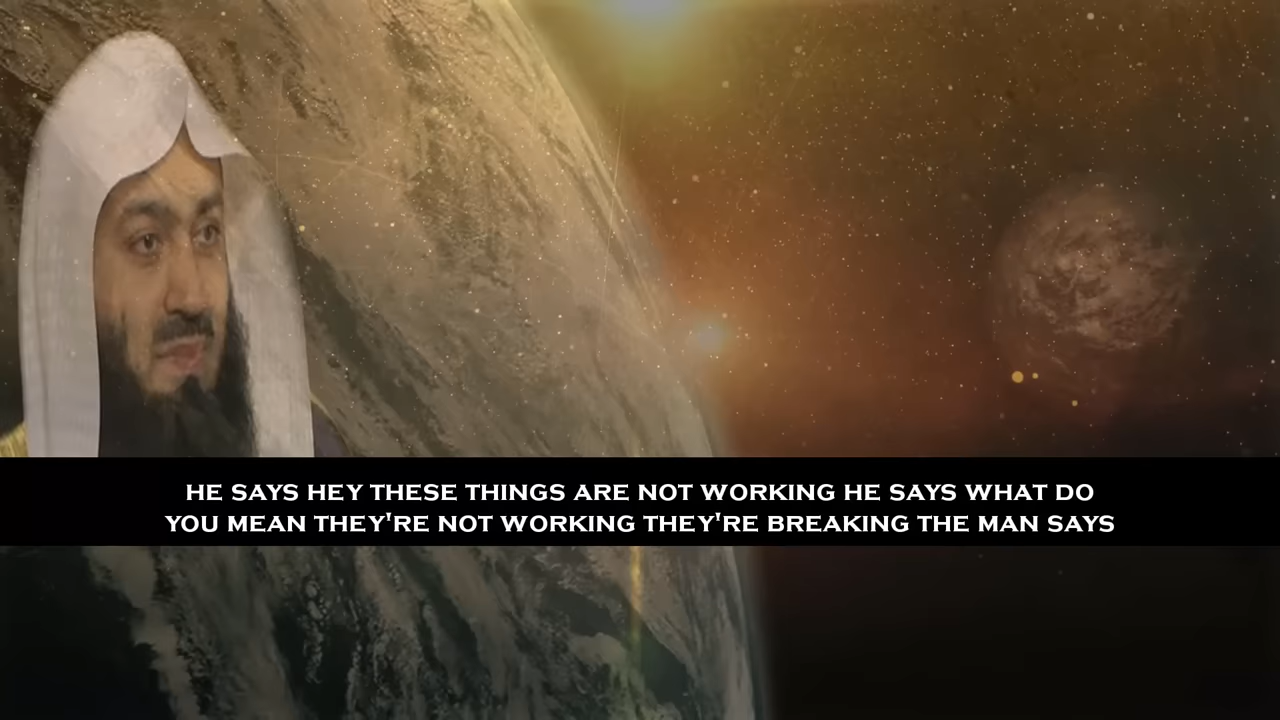 HE SAYS HEY THESE THINGS ARE NOT WORKING HE SAYS WHAT DO
YOU MEAN THEY'RE NOT WORKING THEY'RE BREAKING THE MAN SAYS